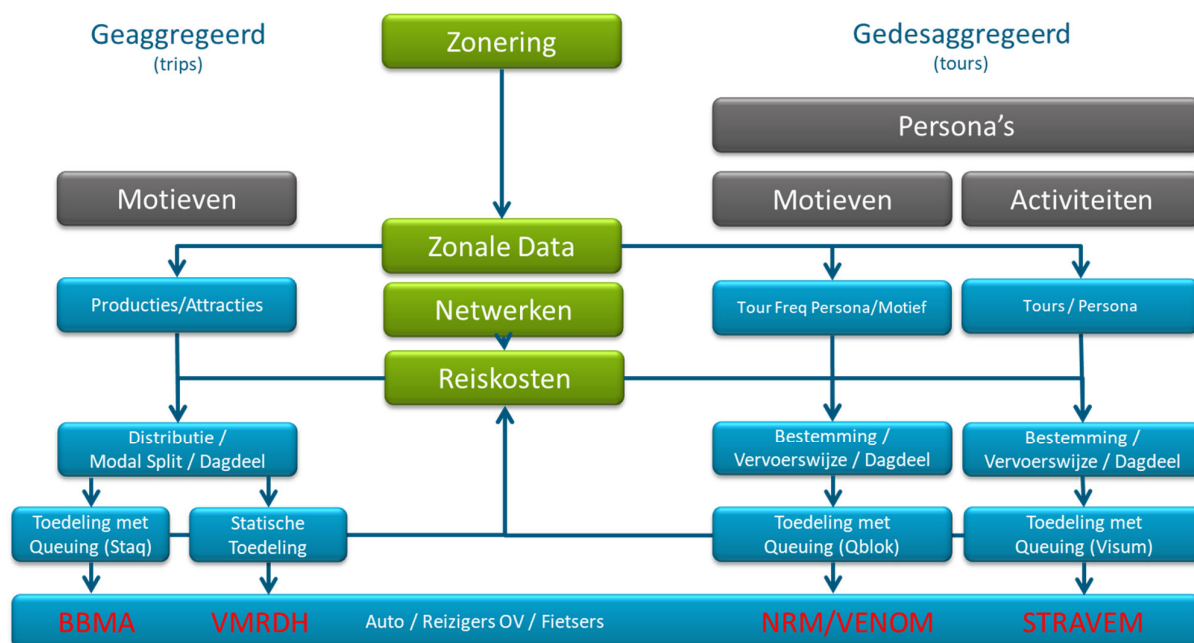 Geaggregeerd
(trips)
Zonering
Gedesaggregeerd
(tours)
Persona’s
Motieven
Motieven
Activiteiten
Zonale Data
Producties/Attracties
Netwerken
Tour Freq Persona/Motief
Tours / Persona
Reiskosten
Distributie /
Modal Split / Dagdeel
Bestemming /
Vervoerswijze / Dagdeel
Bestemming /
Vervoerswijze / Dagdeel
Toedeling met
Queuing (Staq)
Statische
Toedeling
Toedeling met
Queuing (Qblok)
Toedeling met
Queuing (Visum)
BBMA
VMRDH
Auto / Reizigers OV / Fietsers
NRM/VENOM
STRAVEM